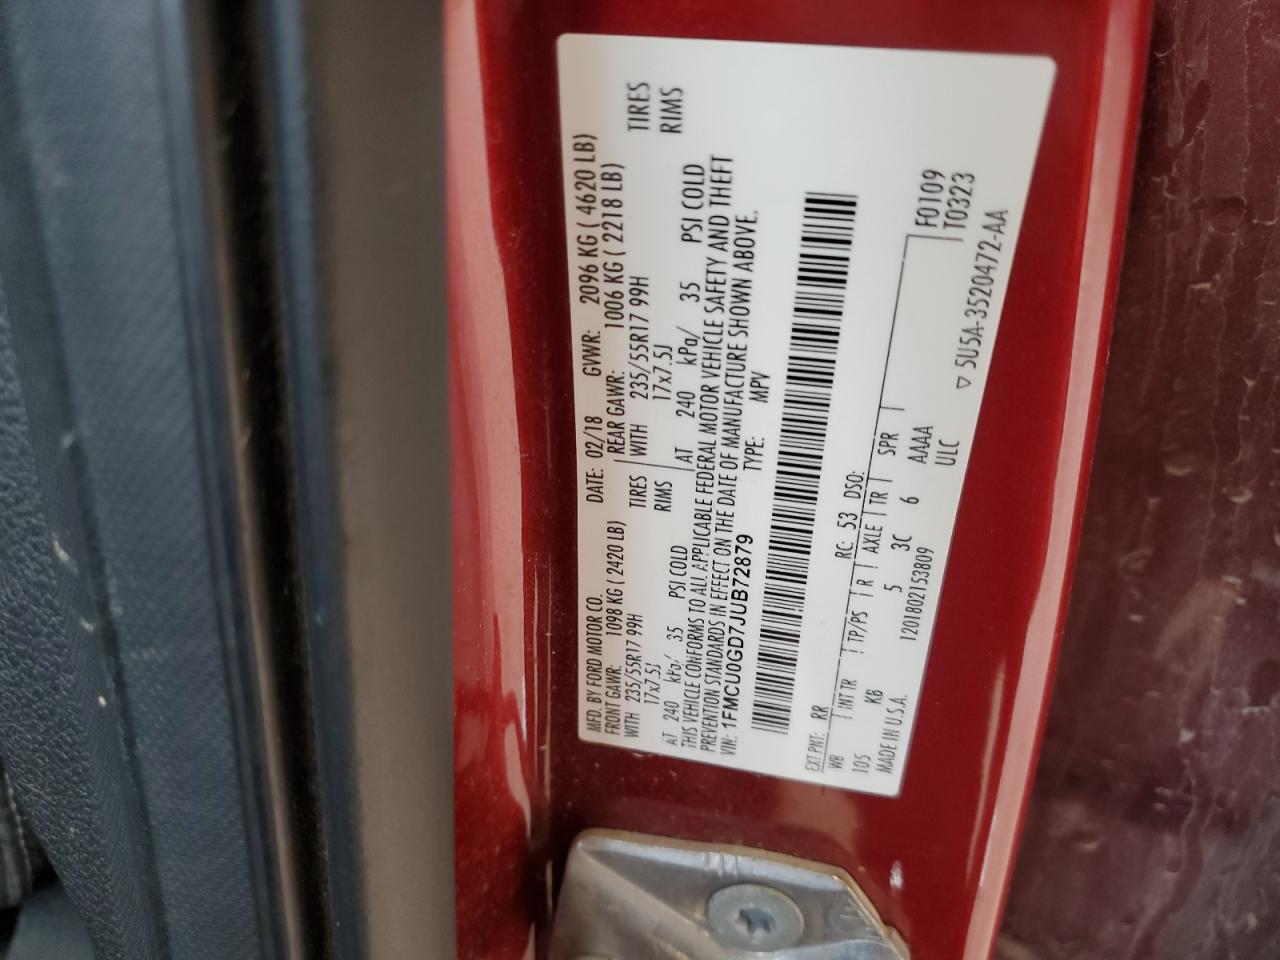 MFD. BY FORD MOTOR CO. DATE: 02/18 GVWR: 2096 KG ( 4620 LB)
FRONT GAWR: 1098 KG ( 2420 LB) REAR GAWR: 1006 KG ( 2218 LB)
WITH 235/55R17 99H TIRES WITH 235/55R17 99H TIRES
17x7.5J RIMS 17x7.5J RIMS
AT 240 kPa/ 35 PSI COLD AT 240 kPa/ 35 PSI COLD
THIS VEHICLE CONFORMS TO ALL APPLICABLE FEDERAL MOTOR VEHICLE SAFETY AND THEFT
PREVENTION STANDARDS IN EFFECT ON THE DATE OF MANUFACTURE SHOWN ABOVE.
VIN: 1FMCU0GD7JUB72879 TYPE: MPV
EXT PNT: RR RC: 53 DSO: F0109
WB INT TR TP/PS R AXLE TR SPR T0323
105 KB 5 3C 6 AAAA
ULC
MADE IN U.S.A. 1201802153809 ▽ 5U5A-3520472-AA